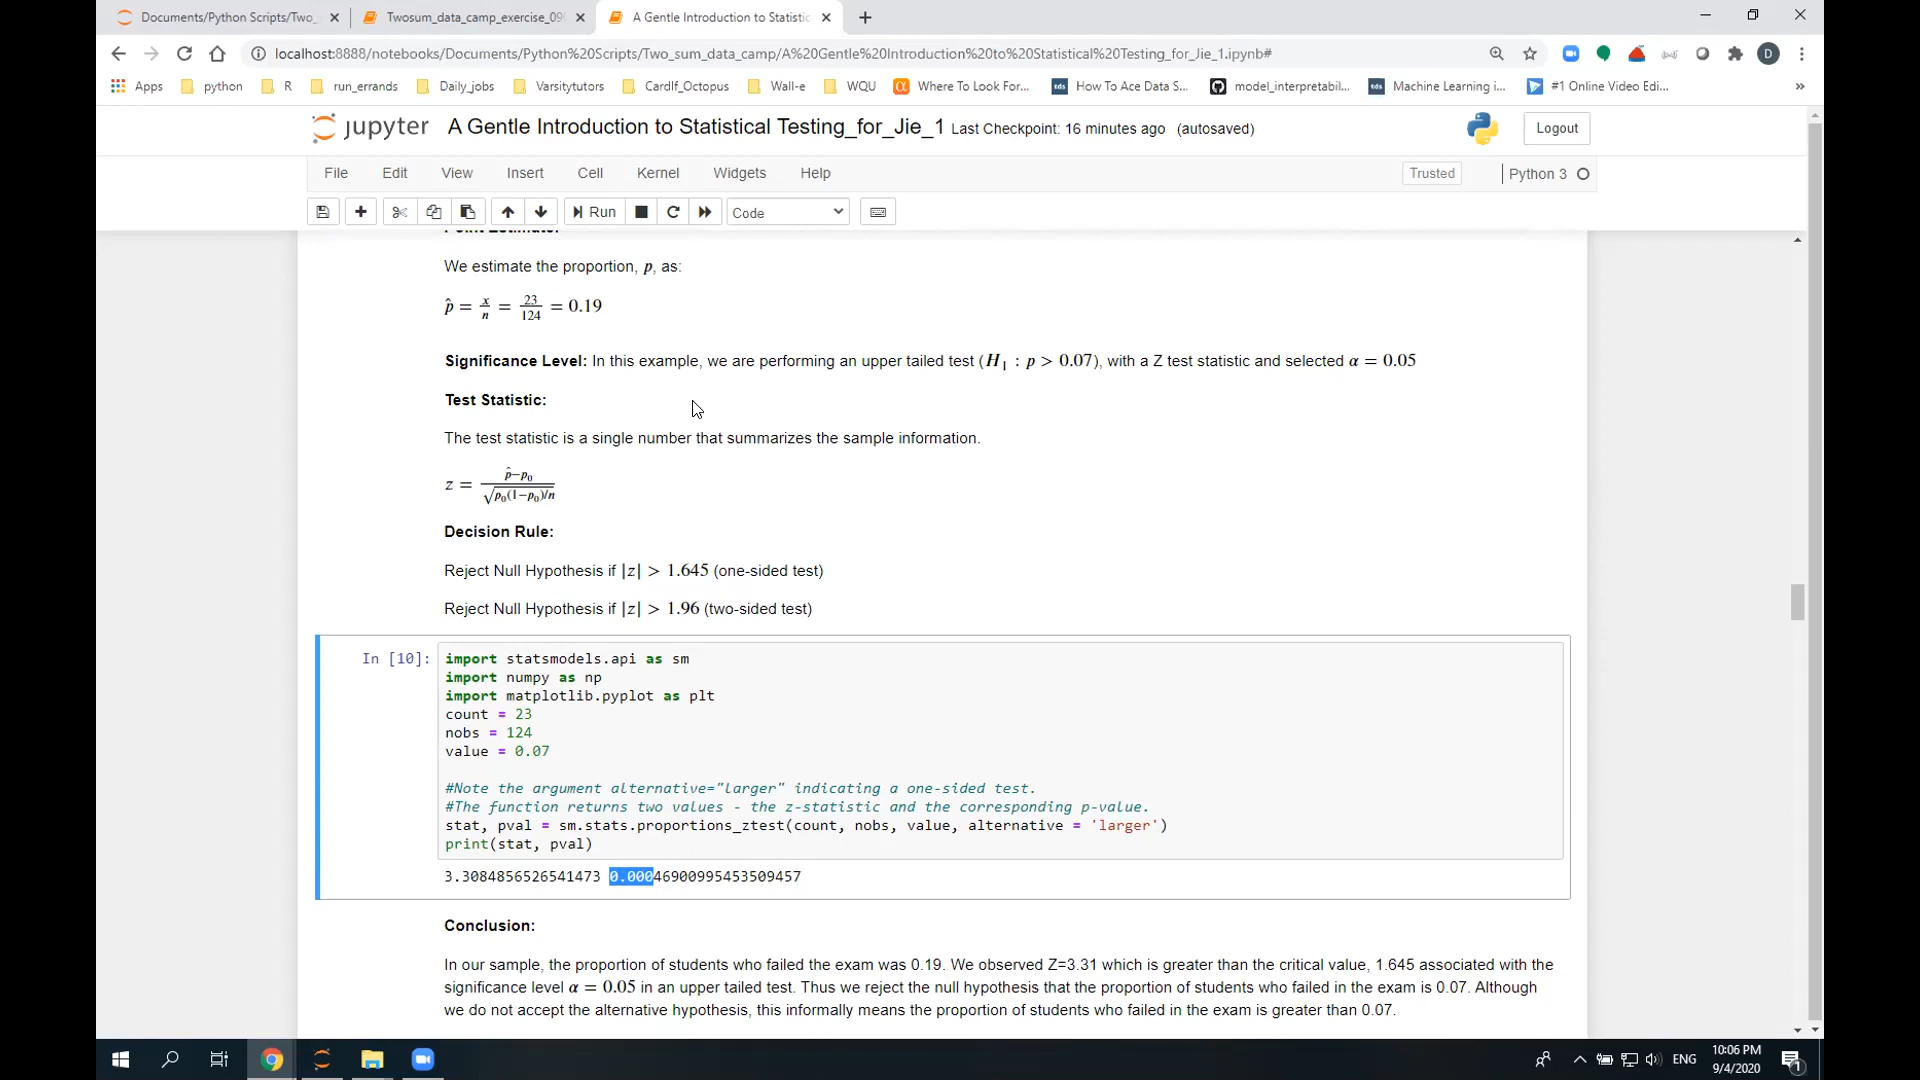 Documents/Python Scripts/Two_
Twosum_data_camp_exercise_09
A Gentle Introduction to Statistic
localhost:8888/notebooks/Documents/Python%20Scripts/Two_sum_data_camp/A%20Gentle%20Introduction%20to%20Statistical%20Testing_for_Jie_1.ipynb#
D
Apps python R run_errands Daily_jobs Varsitytutors Cardlf_Octopus Wall-e WQU Where To Look For... How To Ace Data S... model_interpretabil... Machine Learning i... #1 Online Video Edi... »
jupyter A Gentle Introduction to Statistical Testing_for_Jie_1 Last Checkpoint: 16 minutes ago (autosaved) Logout
File Edit View Insert Cell Kernel Widgets Help Trusted Python 3
Run Code
Point Estimate:
We estimate the proportion, p, as:
p̂ = x/n = 23/124 = 0.19
Significance Level: In this example, we are performing an upper tailed test (H₁ : p > 0.07), with a Z test statistic and selected α = 0.05
Test Statistic:
The test statistic is a single number that summarizes the sample information.
z = (p̂−p₀)/√(p₀(1−p₀)/n)
Decision Rule:
Reject Null Hypothesis if |z| > 1.645 (one-sided test)
Reject Null Hypothesis if |z| > 1.96 (two-sided test)
In [10]: import statsmodels.api as sm
import numpy as np
import matplotlib.pyplot as plt
count = 23
nobs = 124
value = 0.07
#Note the argument alternative="larger" indicating a one-sided test.
#The function returns two values - the z-statistic and the corresponding p-value.
stat, pval = sm.stats.proportions_ztest(count, nobs, value, alternative = 'larger')
print(stat, pval)
3.3084856526541473 0.00046900995453509457
Conclusion:
In our sample, the proportion of students who failed the exam was 0.19. We observed Z=3.31 which is greater than the critical value, 1.645 associated with the
significance level α = 0.05 in an upper tailed test. Thus we reject the null hypothesis that the proportion of students who failed in the exam is 0.07. Although
we do not accept the alternative hypothesis, this informally means the proportion of students who failed in the exam is greater than 0.07.
ENG
10:06 PM
9/4/2020
1